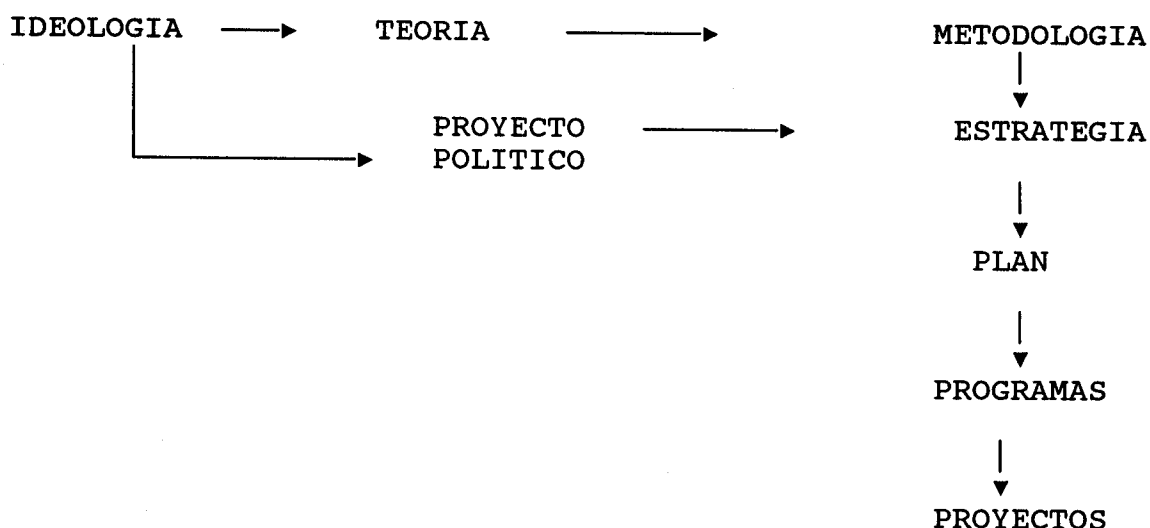 IDEOLOGIA TEORIA METODOLOGIA
PROYECTO ESTRATEGIA
POLITICO
PLAN
PROGRAMAS
PROYECTOS